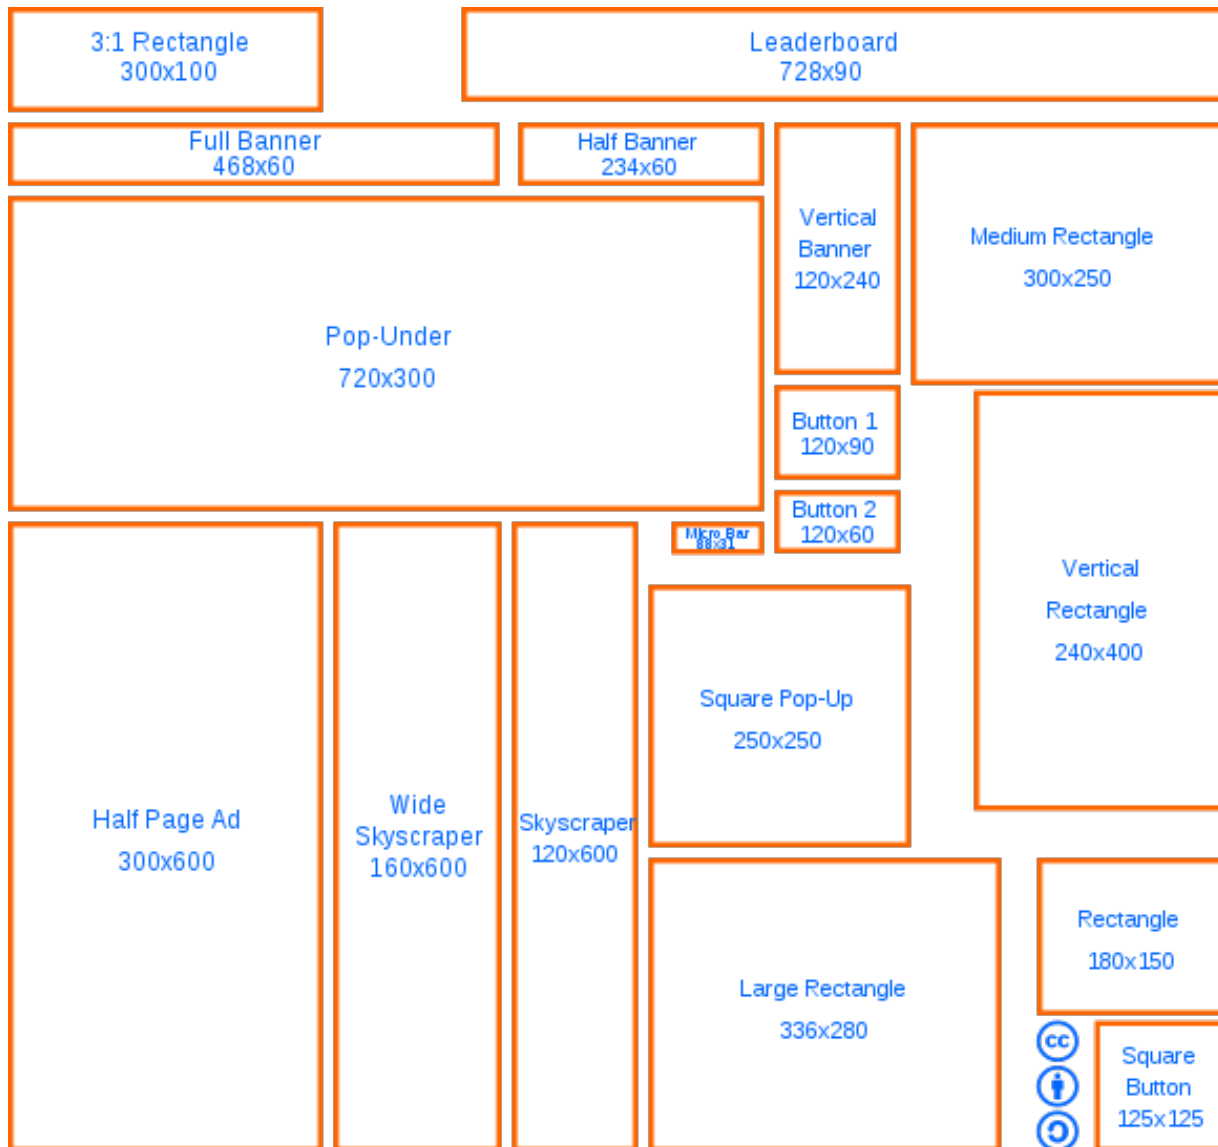 3:1 Rectangle
300x100
Leaderboard
728x90
Full Banner
468x60
Half Banner
234x60
Vertical
Banner
120x240
Medium Rectangle
300x250
Pop-Under
720x300
Button 1
120x90
Button 2
120x60
Micro Bar
88x31
Vertical
Rectangle
240x400
Square Pop-Up
250x250
Half Page Ad
300x600
Wide
Skyscraper
160x600
Skyscraper
120x600
Large Rectangle
336x280
Rectangle
180x150
cc
Square
Button
125x125